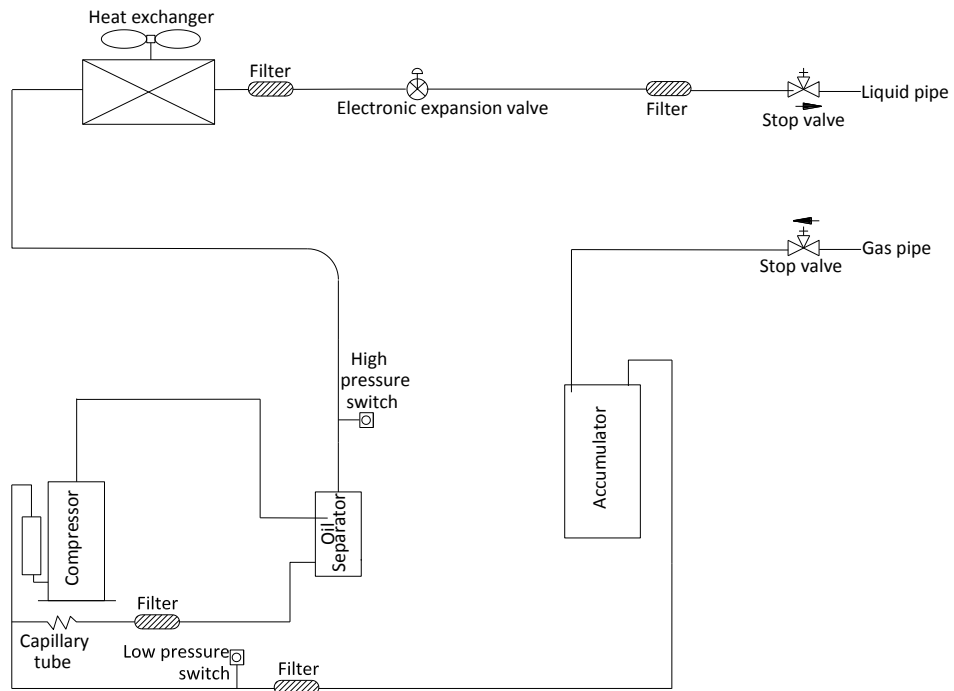 Heat exchanger
Filter
Electronic expansion valve
Filter
Stop valve
Liquid pipe
Stop valve
Gas pipe
High
pressure
switch
Accumulator
Compressor
Oil
Separator
Filter
Capillary
tube
Low pressure
switch
Filter